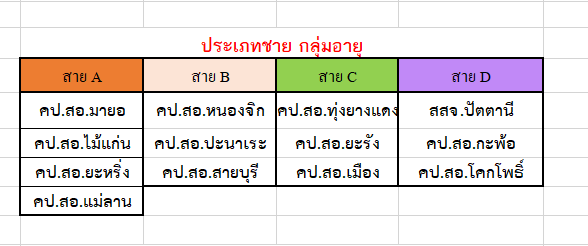 ประเภทชาย กลุ่มอายุ
สาย A สาย B สาย C สาย D
คป.สอ.มายอ คป.สอ.หนองจิก คป.สอ.ทุ่งยางแดง สสจ.ปัตตานี
คป.สอ.ไม้แก่น คป.สอ.ปะนาเระ คป.สอ.ยะรัง คป.สอ.กะพ้อ
คป.สอ.ยะหริ่ง คป.สอ.สายบุรี คป.สอ.เมือง คป.สอ.โคกโพธิ์
คป.สอ.แม่ลาน